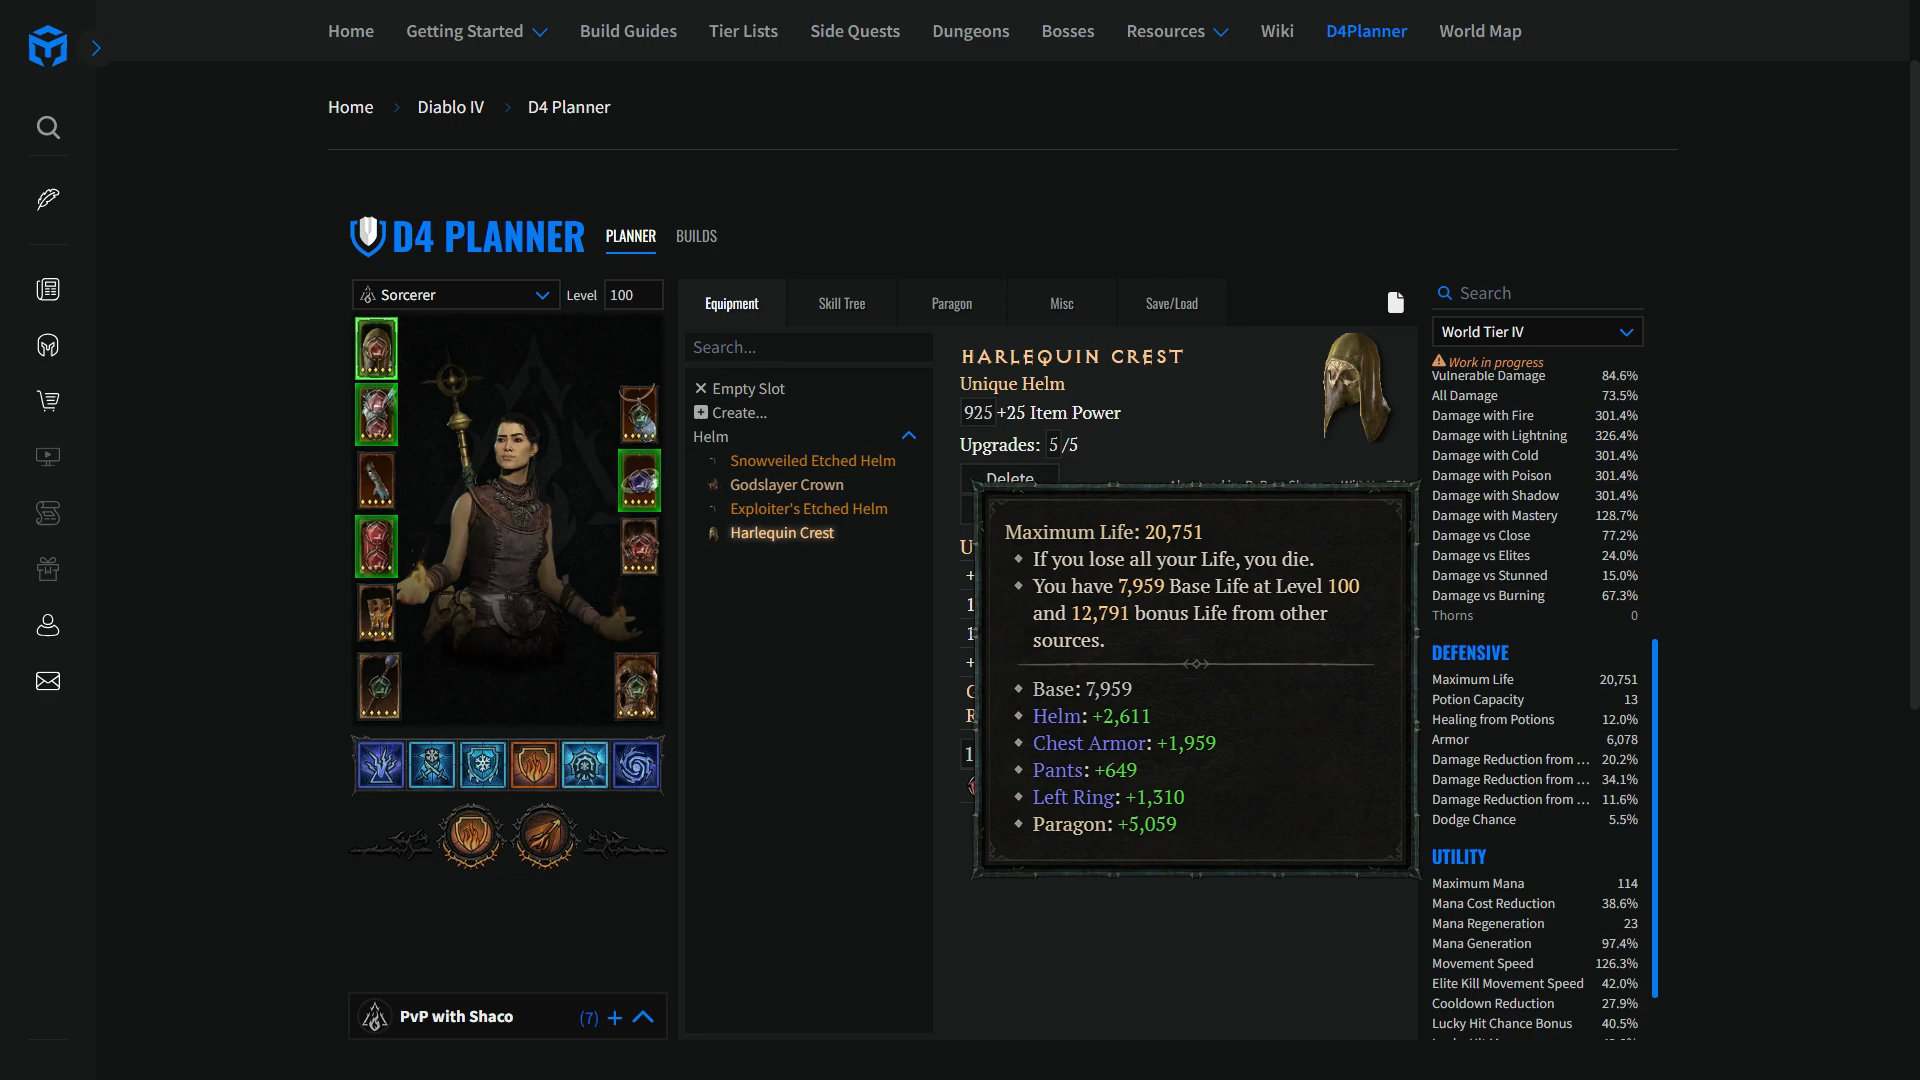 Home Getting Started Build Guides Tier Lists Side Quests Dungeons Bosses Resources Wiki D4Planner World Map
Home Diablo IV D4 Planner
D4 PLANNER PLANNER BUILDS
Sorcerer Level 100
Equipment Skill Tree Paragon Misc Save/Load
Search...
Empty Slot
Create...
Helm
Snowveiled Etched Helm
Godslayer Crown
Exploiter's Etched Helm
Harlequin Crest
HARLEQUIN CREST
Unique Helm
925 +25 Item Power
Upgrades: 5 /5
Delete
Maximum Life: 20,751
If you lose all your Life, you die.
You have 7,959 Base Life at Level 100
and 12,791 bonus Life from other
sources.
Base: 7,959
Helm: +2,611
Chest Armor: +1,959
Pants: +649
Left Ring: +1,310
Paragon: +5,059
Search
World Tier IV
Work in progress
Vulnerable Damage 84.6%
All Damage 73.5%
Damage with Fire 301.4%
Damage with Lightning 326.4%
Damage with Cold 301.4%
Damage with Poison 301.4%
Damage with Shadow 301.4%
Damage with Mastery 128.7%
Damage vs Close 77.2%
Damage vs Elites 24.0%
Damage vs Stunned 15.0%
Damage vs Burning 67.3%
Thorns 0
DEFENSIVE
Maximum Life 20,751
Potion Capacity 13
Healing from Potions 12.0%
Armor 6,078
Damage Reduction from ... 20.2%
Damage Reduction from ... 34.1%
Damage Reduction from ... 11.6%
Dodge Chance 5.5%
UTILITY
Maximum Mana 114
Mana Cost Reduction 38.6%
Mana Regeneration 23
Mana Generation 97.4%
Movement Speed 126.3%
Elite Kill Movement Speed 42.0%
Cooldown Reduction 27.9%
Lucky Hit Chance Bonus 40.5%
PvP with Shaco (7)